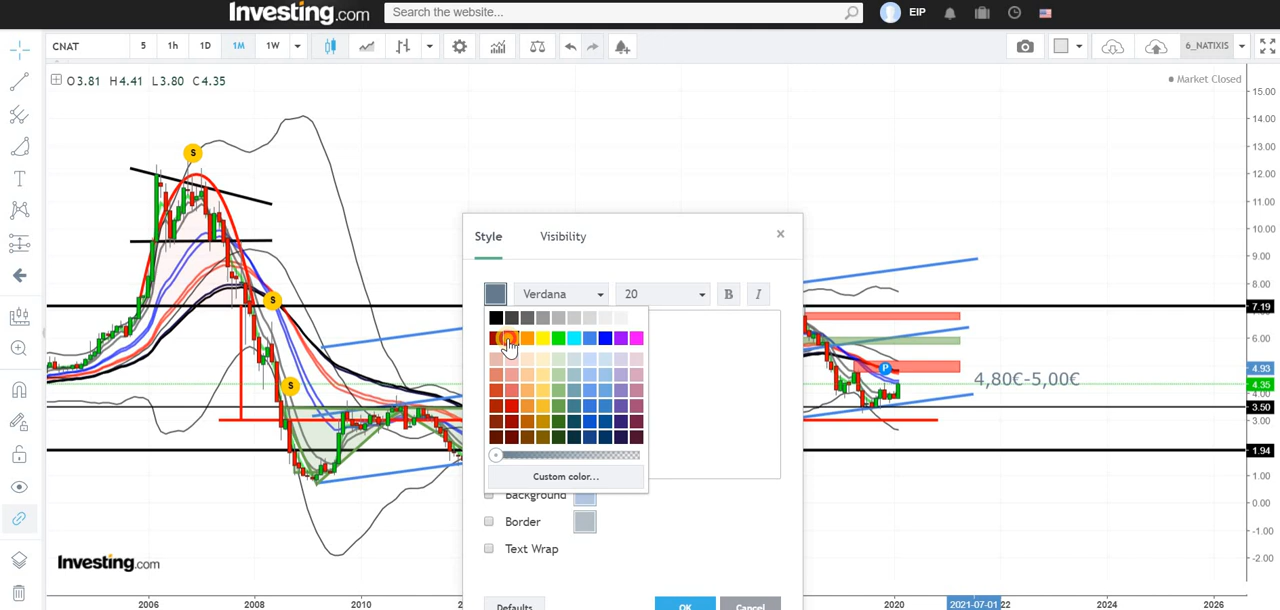 Investing.com
Search the website...
EIP
CNAT
5
1h
1D
1M
1W
6_NATIXIS
O3.81 H4.41 L3.80 C4.35
Market Closed
15.00
14.00
13.00
12.00
11.00
10.00
9.00
8.00
7.19
6.00
4.93
4.35
4.00
3.50
3.00
1.94
1.00
0.00
-1.00
-2.00
S
S
S
P
4,80€-5,00€
Style
Visibility
Verdana
20
B
I
Custom color...
Background
Border
Text Wrap
Defaults
OK
Cancel
Investing.com
2006
2008
2010
2020
2021-07-01
22
2024
2026